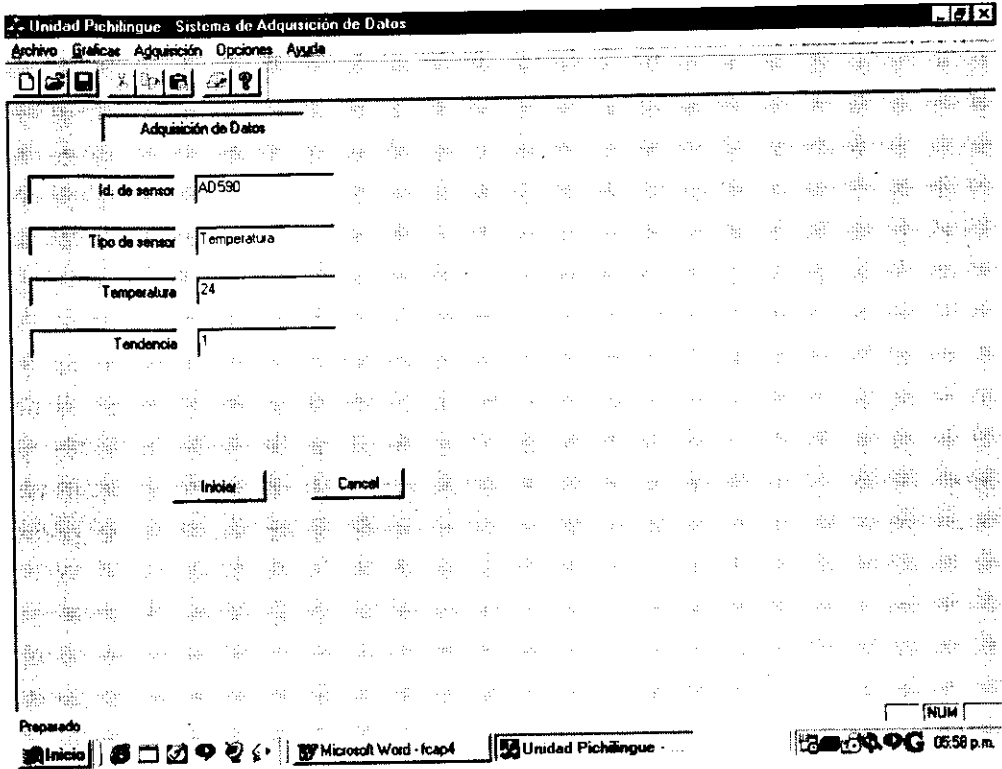 Unidad Pichilingue Sistema de Adquisición de Datos
Archivo Graficar Adquisición Opciones Ayuda
Adquisición de Datos
Id. de sensor AD590
Tipo de sensor Temperatura
Temperatura 24
Tendencia 1
Iniciar Cancel
Preparado NUM
Inicio Microsoft Word - fcap4 Unidad Pichilingue - ... 05:58 p.m.